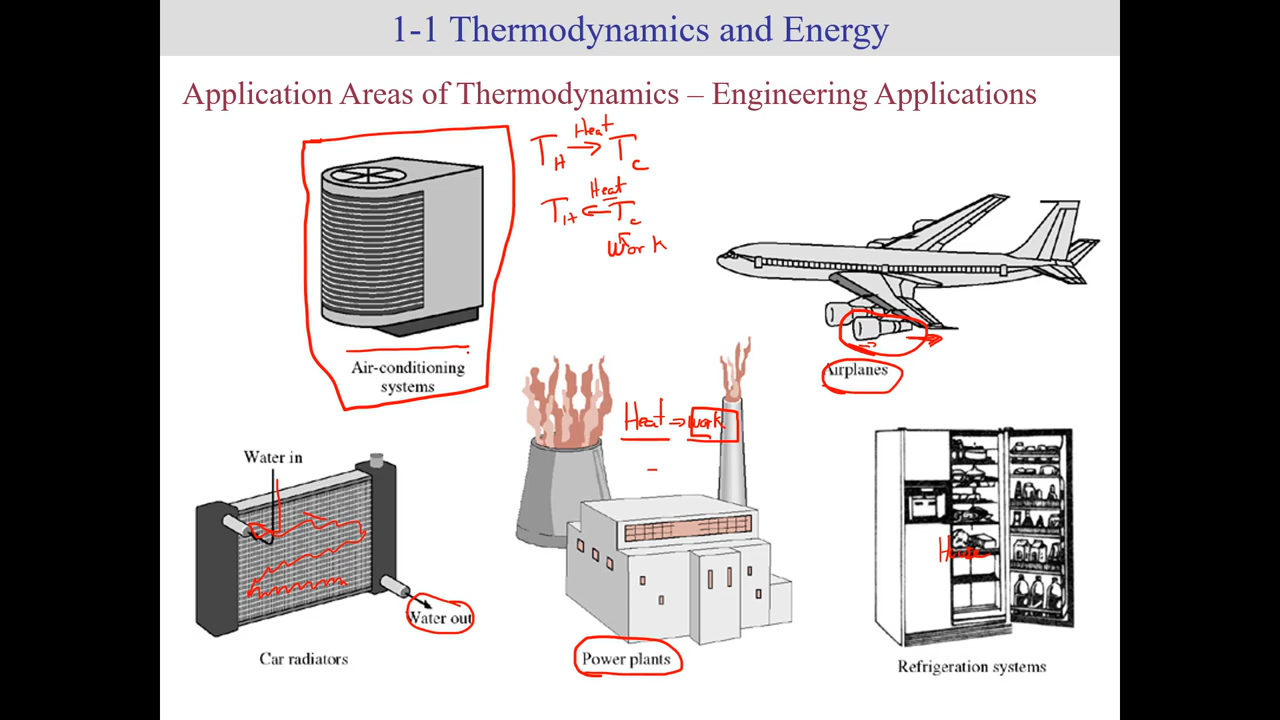 1-1 Thermodynamics and Energy
Application Areas of Thermodynamics – Engineering Applications
Heat
T_H → T_C
Heat
T_H ← T_C
Work
Air-conditioning
systems
Airplanes
Heat ⇒ work
Water in
Water out
House
Car radiators
Power plants
Refrigeration systems